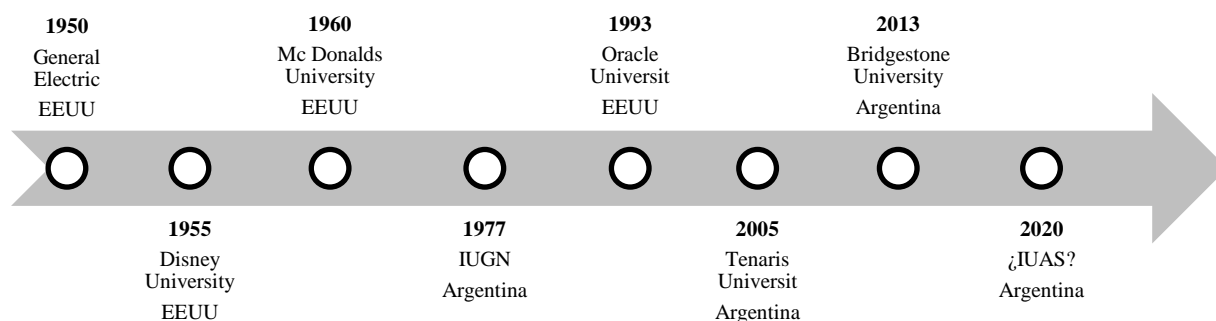 1950
General
Electric
EEUU
1960
Mc Donalds
University
EEUU
1993
Oracle
Universit
EEUU
2013
Bridgestone
University
Argentina
1955
Disney
University
EEUU
1977
IUGN
Argentina
2005
Tenaris
Universit
Argentina
2020
¿IUAS?
Argentina